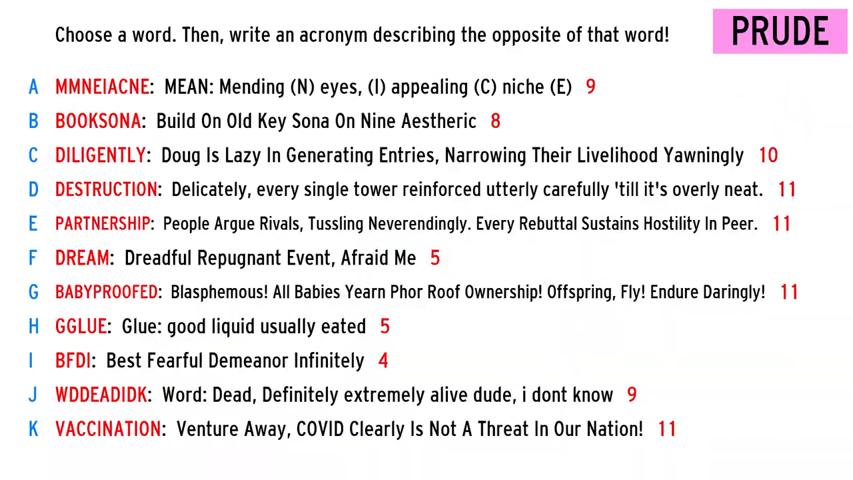 Choose a word. Then, write an acronym describing the opposite of that word! PRUDE
A MMNEIACNE: MEAN: Mending (N) eyes, (I) appealing (C) niche (E) 9
B BOOKSONA: Build On Old Key Sona On Nine Aestheric 8
C DILIGENTLY: Doug Is Lazy In Generating Entries, Narrowing Their Livelihood Yawningly 10
D DESTRUCTION: Delicately, every single tower reinforced utterly carefully 'till it's overly neat. 11
E PARTNERSHIP: People Argue Rivals, Tussling Neverendingly. Every Rebuttal Sustains Hostility In Peer. 11
F DREAM: Dreadful Repugnant Event, Afraid Me 5
G BABYPROOFED: Blasphemous! All Babies Yearn Phor Roof Ownership! Offspring, Fly! Endure Daringly! 11
H GGLUE: Glue: good liquid usually eated 5
I BFDI: Best Fearful Demeanor Infinitely 4
J WDDEADIDK: Word: Dead, Definitely extremely alive dude, i dont know 9
K VACCINATION: Venture Away, COVID Clearly Is Not A Threat In Our Nation! 11